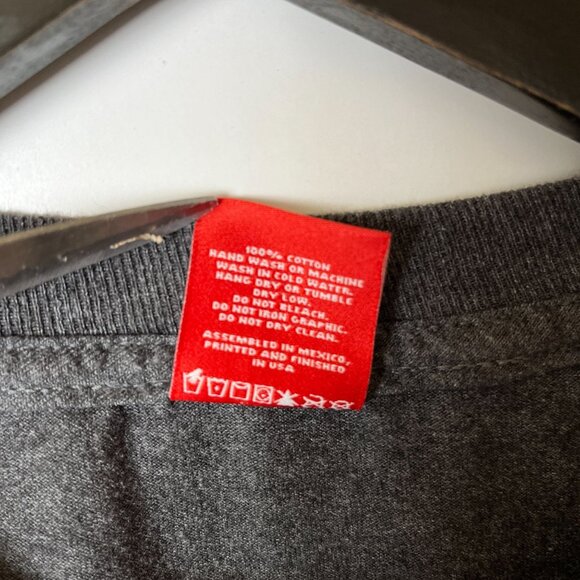 100% COTTON
HAND WASH OR MACHINE
WASH IN COLD WATER.
HANG DRY OR TUMBLE
DRY LOW.
DO NOT BLEACH.
DO NOT IRON GRAPHIC.
DO NOT DRY CLEAN.
ASSEMBLED IN MEXICO,
PRINTED AND FINISHED
IN USA